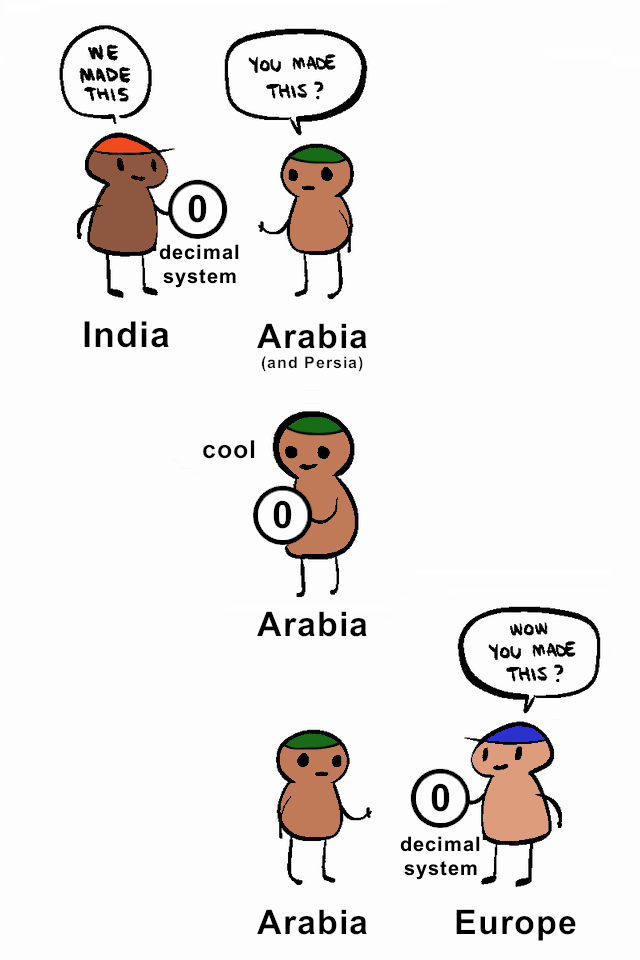 WE
MADE
THIS
YOU MADE
THIS?
0
decimal
system
India
Arabia
(and Persia)
cool
0
Arabia
WOW
YOU MADE
THIS?
0
decimal
system
Arabia
Europe